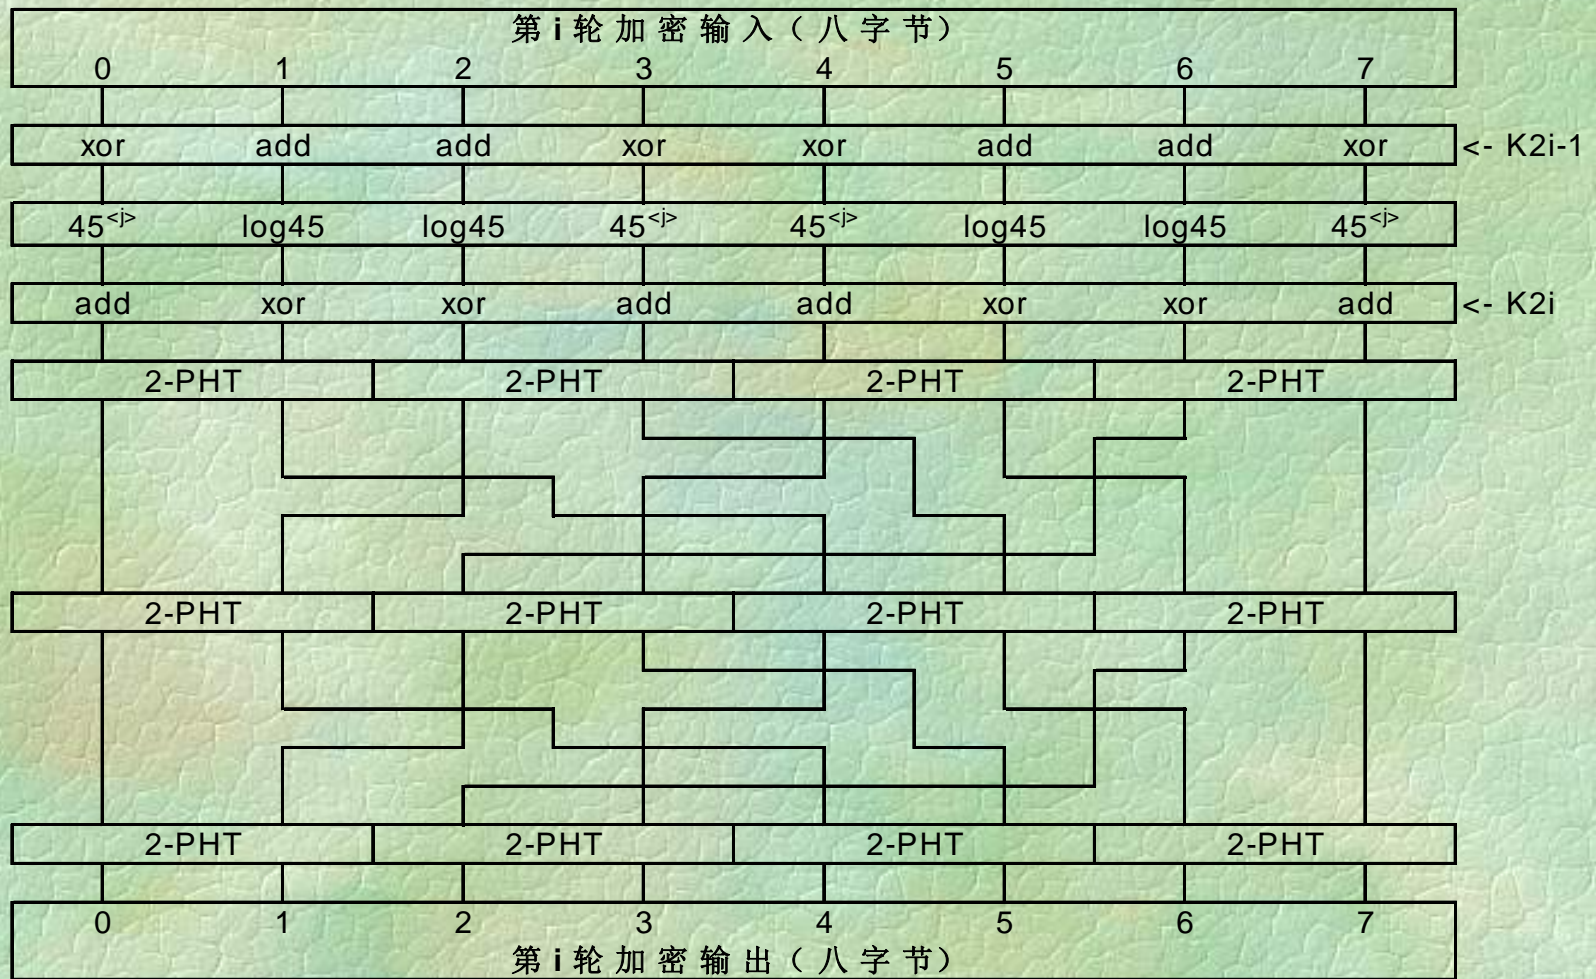 第 i 轮 加 密 输 入（ 八 字 节）
0 1 2 3 4 5 6 7
xor add add xor xor add add xor <- K2i-1
45<j> log45 log45 45<j> 45<j> log45 log45 45<j>
add xor xor add add xor xor add <- K2i
2-PHT 2-PHT 2-PHT 2-PHT
2-PHT 2-PHT 2-PHT 2-PHT
2-PHT 2-PHT 2-PHT 2-PHT
0 1 2 3 4 5 6 7
第 i 轮 加 密 输 出（ 八 字 节）